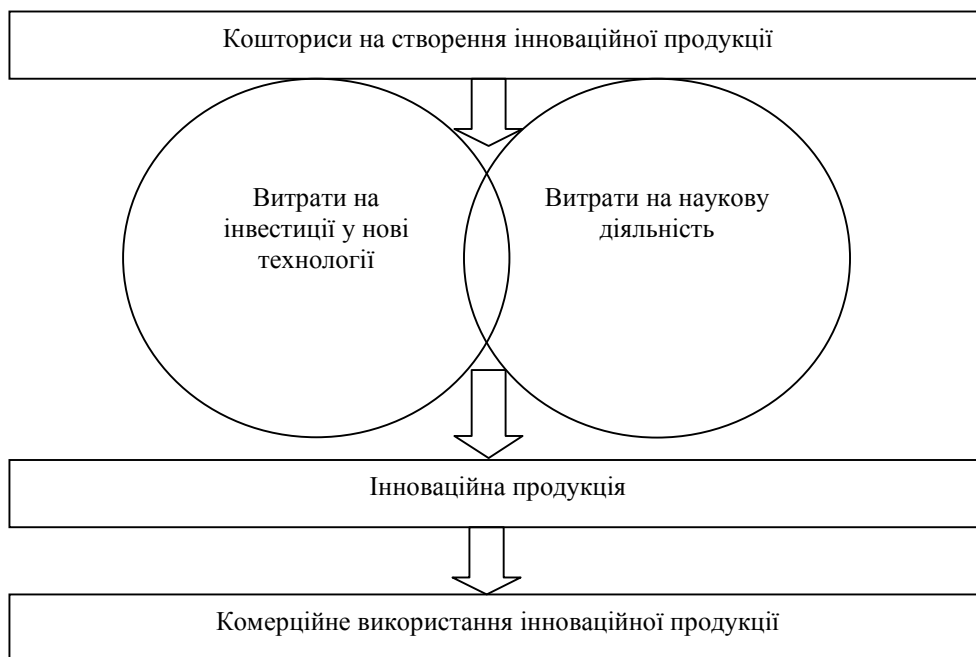 Кошториси на створення інноваційної продукції
Витрати на
інвестиції у нові
технології
Витрати на наукову
діяльність
Інноваційна продукція
Комерційне використання інноваційної продукції